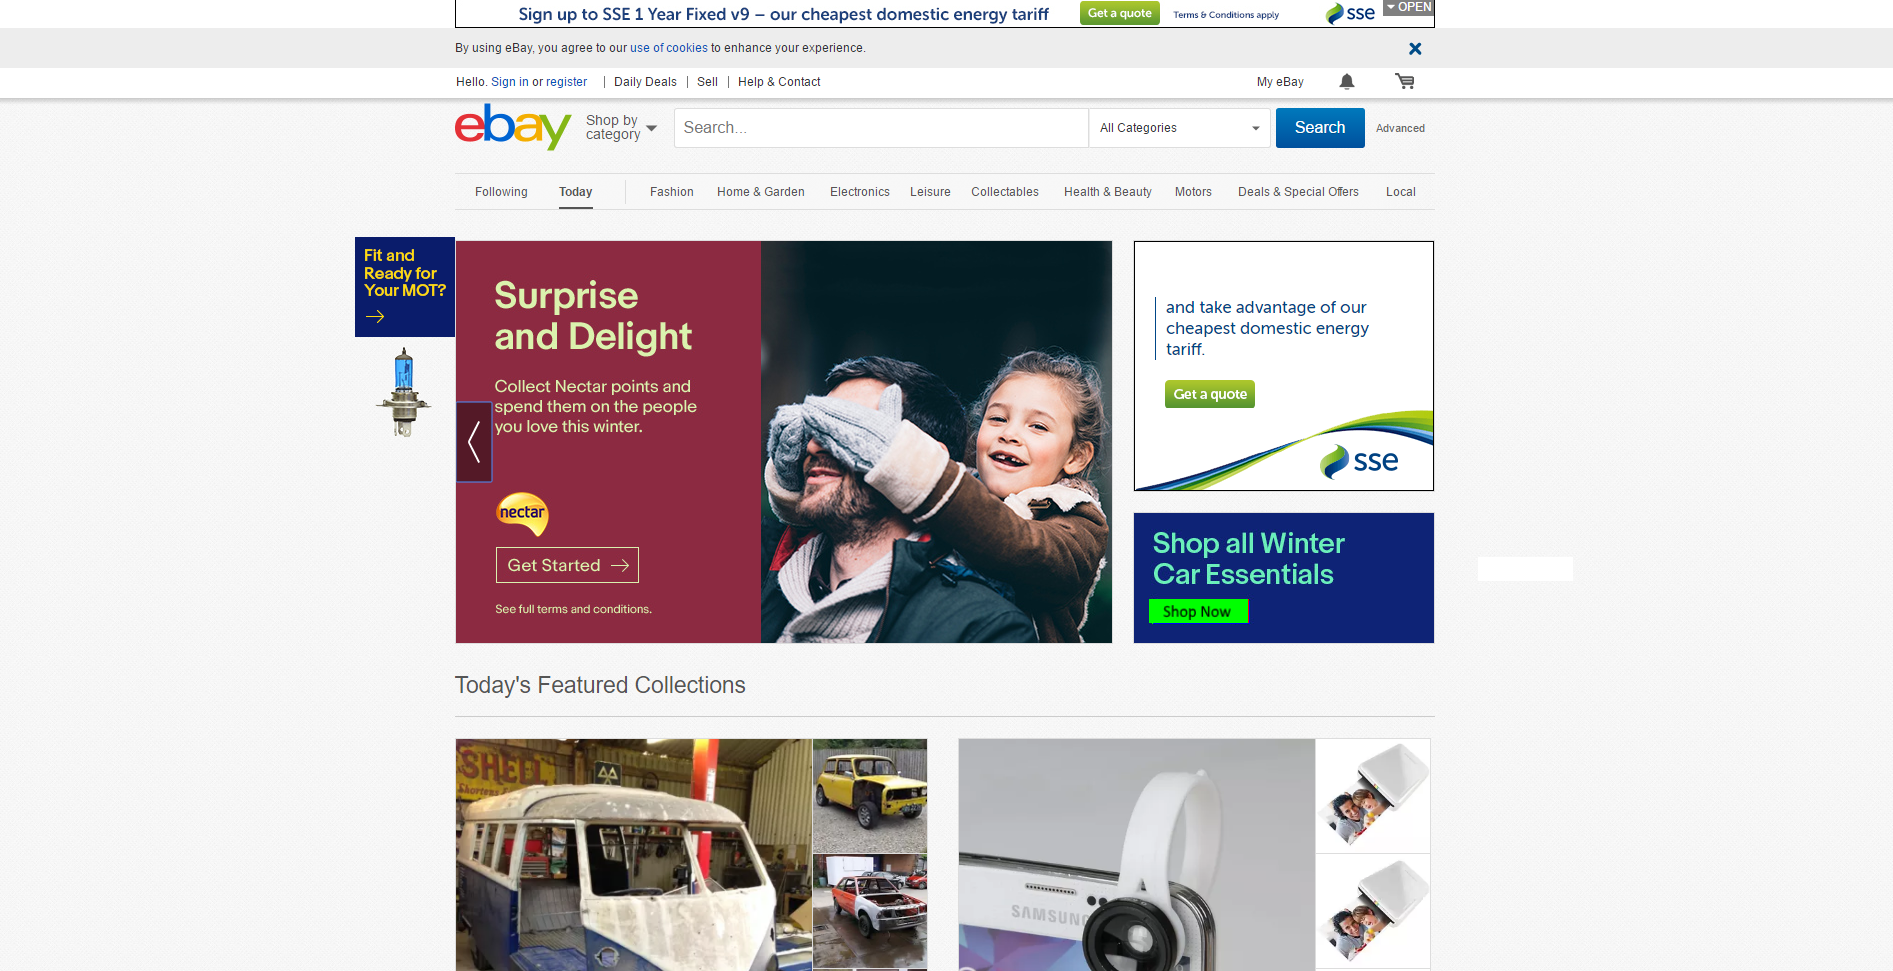 Sign up to SSE 1 Year Fixed v9 – our cheapest domestic energy tariff
Get a quote
Terms & Conditions apply
sse
OPEN
By using eBay, you agree to our use of cookies to enhance your experience.
Hello. Sign in or register
Daily Deals
Sell
Help & Contact
My eBay
ebay
Shop by
category
Search...
All Categories
Search
Advanced
Following
Today
Fashion
Home & Garden
Electronics
Leisure
Collectables
Health & Beauty
Motors
Deals & Special Offers
Local
Fit and
Ready for
Your MOT?
Surprise
and Delight
Collect Nectar points and
spend them on the people
you love this winter.
nectar
Get Started
See full terms and conditions.
and take advantage of our
cheapest domestic energy
tariff.
Get a quote
sse
Shop all Winter
Car Essentials
Shop Now
Today's Featured Collections
SHELL
SAMSUNG